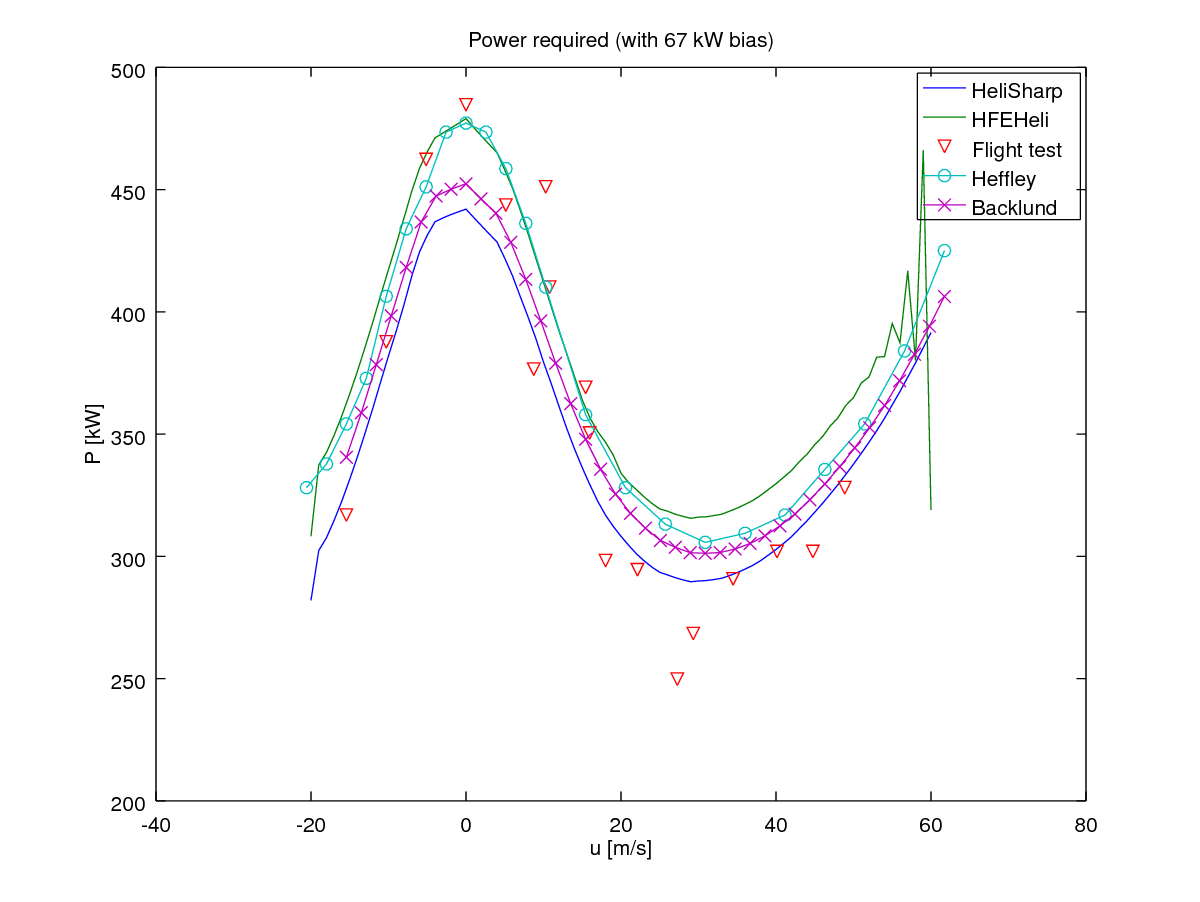 Power required (with 67 kW bias)
500
450
400
350
300
250
200
P [kW]
-40
-20
0
20
40
60
80
u [m/s]
HeliSharp
HFEHeli
Flight test
Heffley
Backlund